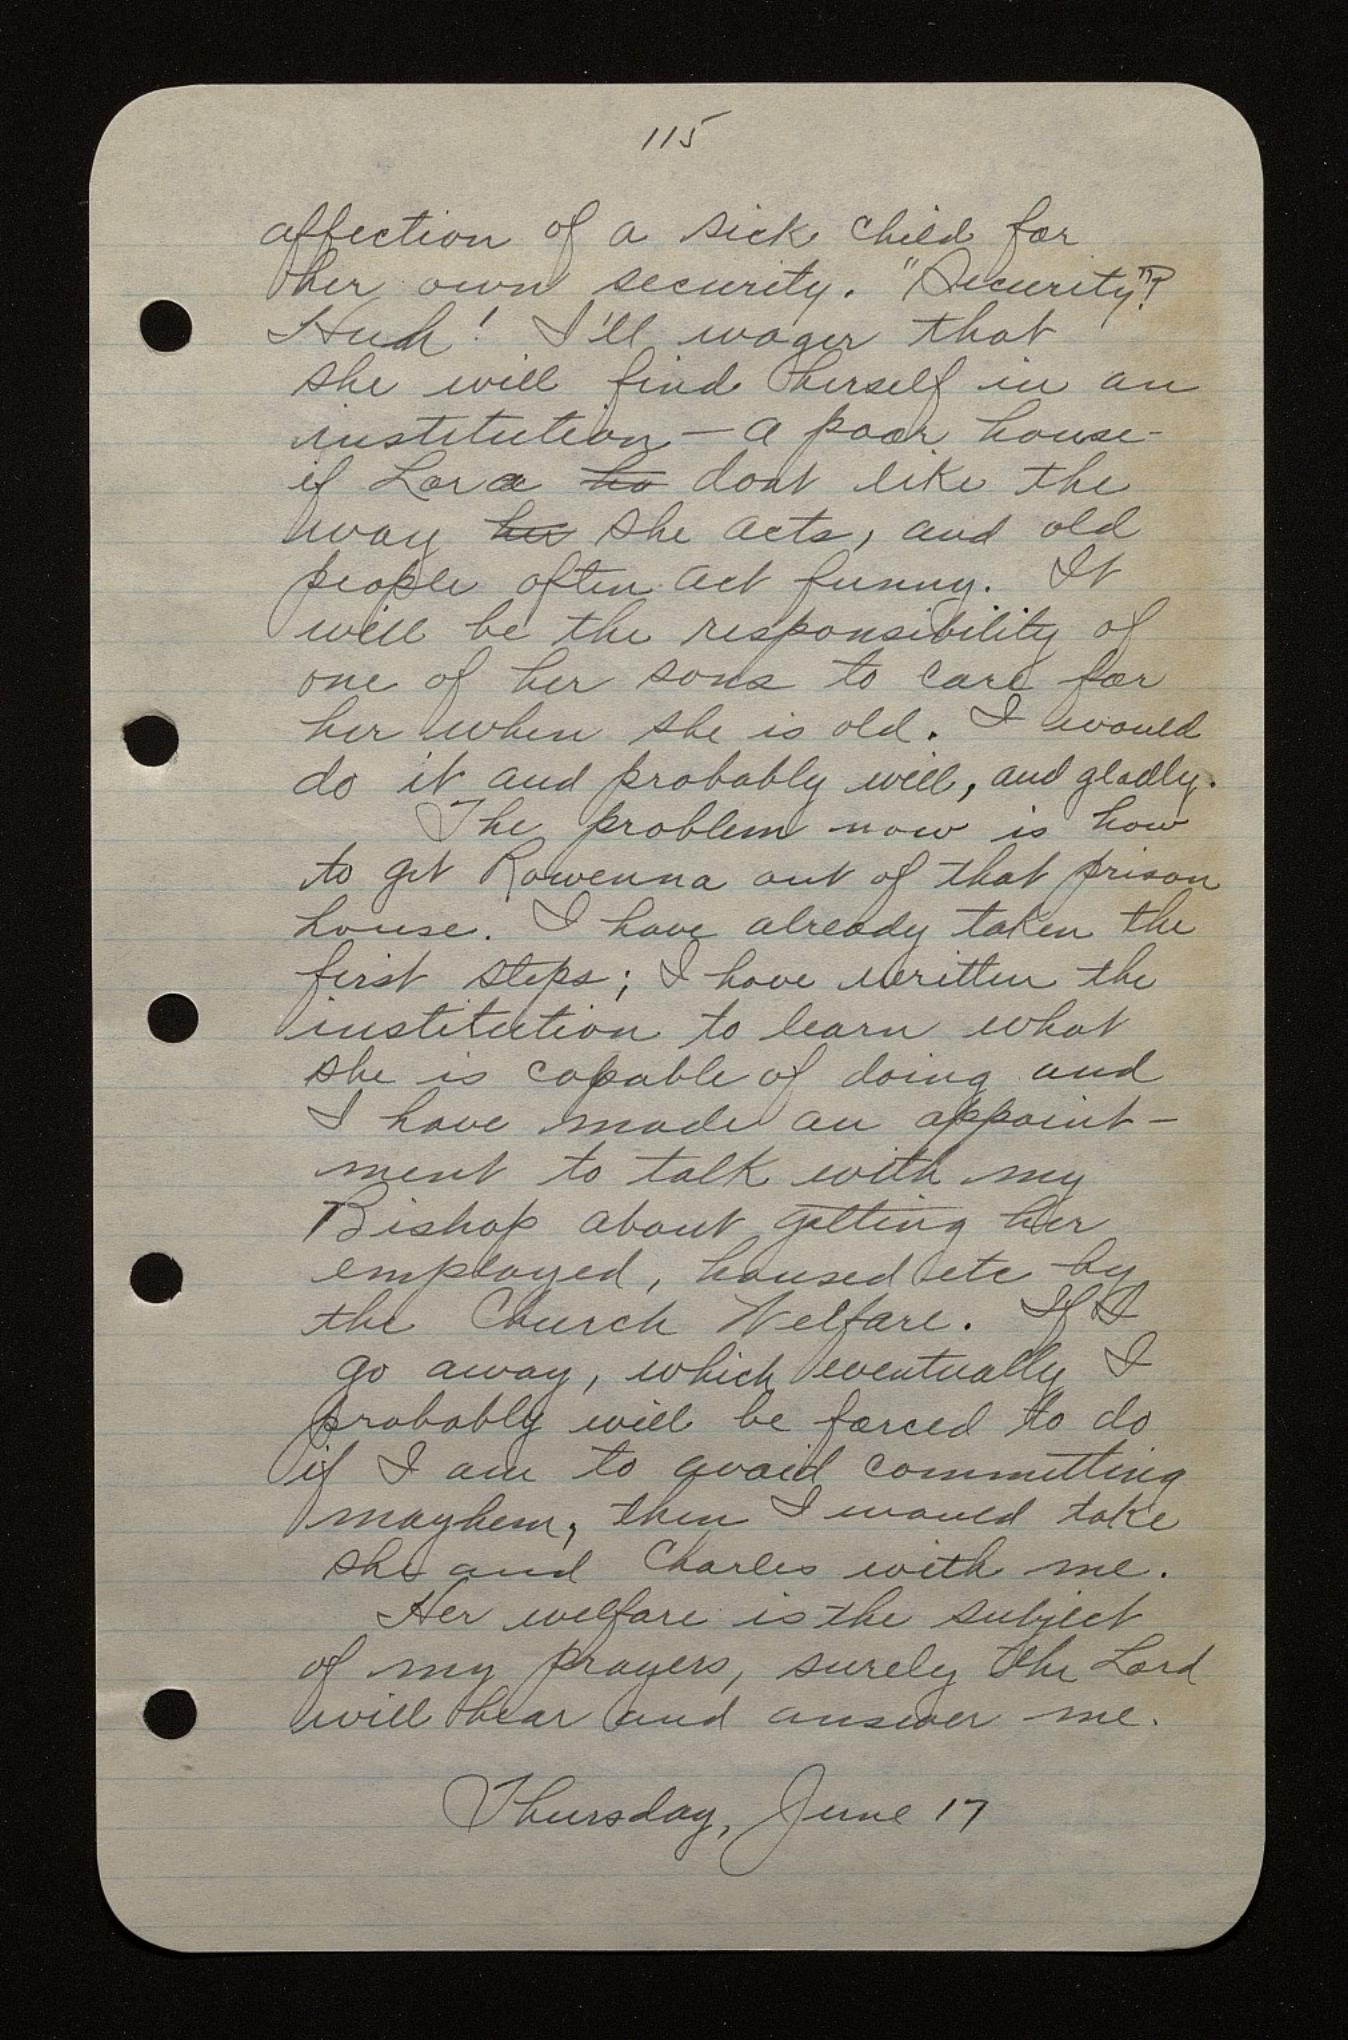 115
affection of a sick child for
her own security. "Security"?
Huh! I'll wager that
she will find herself in an
institution — a poor house -
if Lora ho dont like the
way her she acts, and old
people often act funny. It
will be the responsibility of
one of her sons to care for
her when she is old. I would
do it and probably will, and gladly.
The problem now is how
to get Rowenna out of that prison
house. I have already taken the
first steps; I have written the
institution to learn what
she is capable of doing and
I have made an appoint-
ment to talk with my
Bishop about getting her
employed, housed etc by
the Church Welfare. If I
go away, which eventually I
probably will be forced to do
if I am to avoid committing
mayhem, then I would take
she and Charles with me.
Her welfare is the subject
of my prayers, surely the Lord
will hear and answer me.
Thursday, June 17